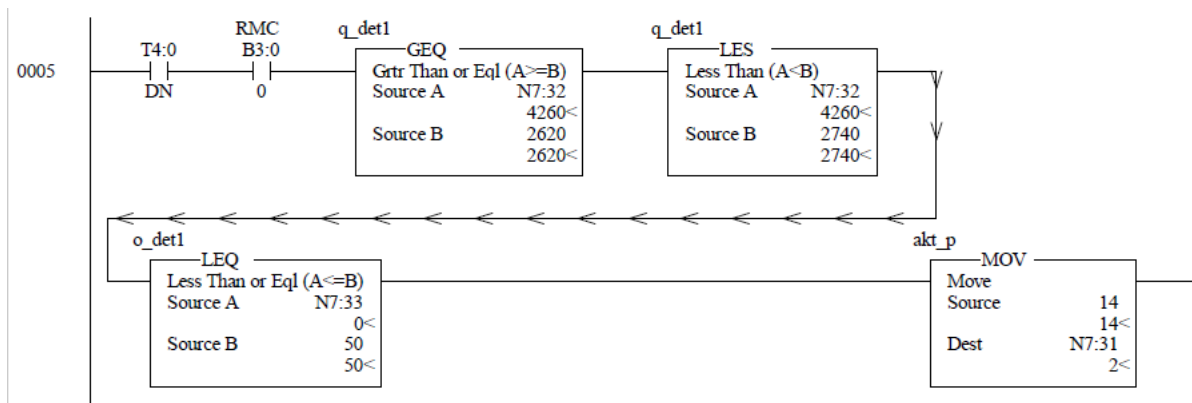 RMC q_det1 q_det1
T4:0 B3:0 GEQ LES
0005 Grtr Than or Eql (A>=B) Less Than (A<B)
DN 0 Source A N7:32 Source A N7:32
4260< 4260<
Source B 2620 Source B 2740
2620< 2740<
o_det1 akt_p
LEQ MOV
Less Than or Eql (A<=B) Move
Source A N7:33 Source 14
0< 14<
Source B 50 Dest N7:31
50< 2<